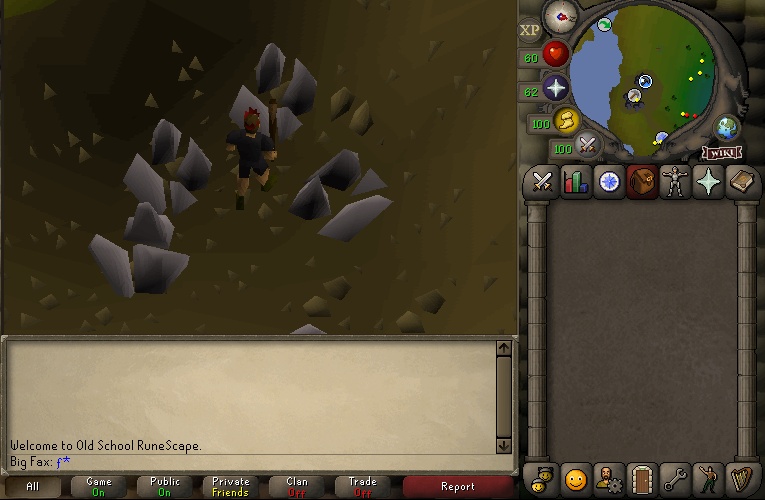 XP
60
62
100
100
WIKI
Welcome to Old School RuneScape.
Big Fax: f*
All
Game
On
Public
On
Private
Friends
Clan
Off
Trade
Off
Report